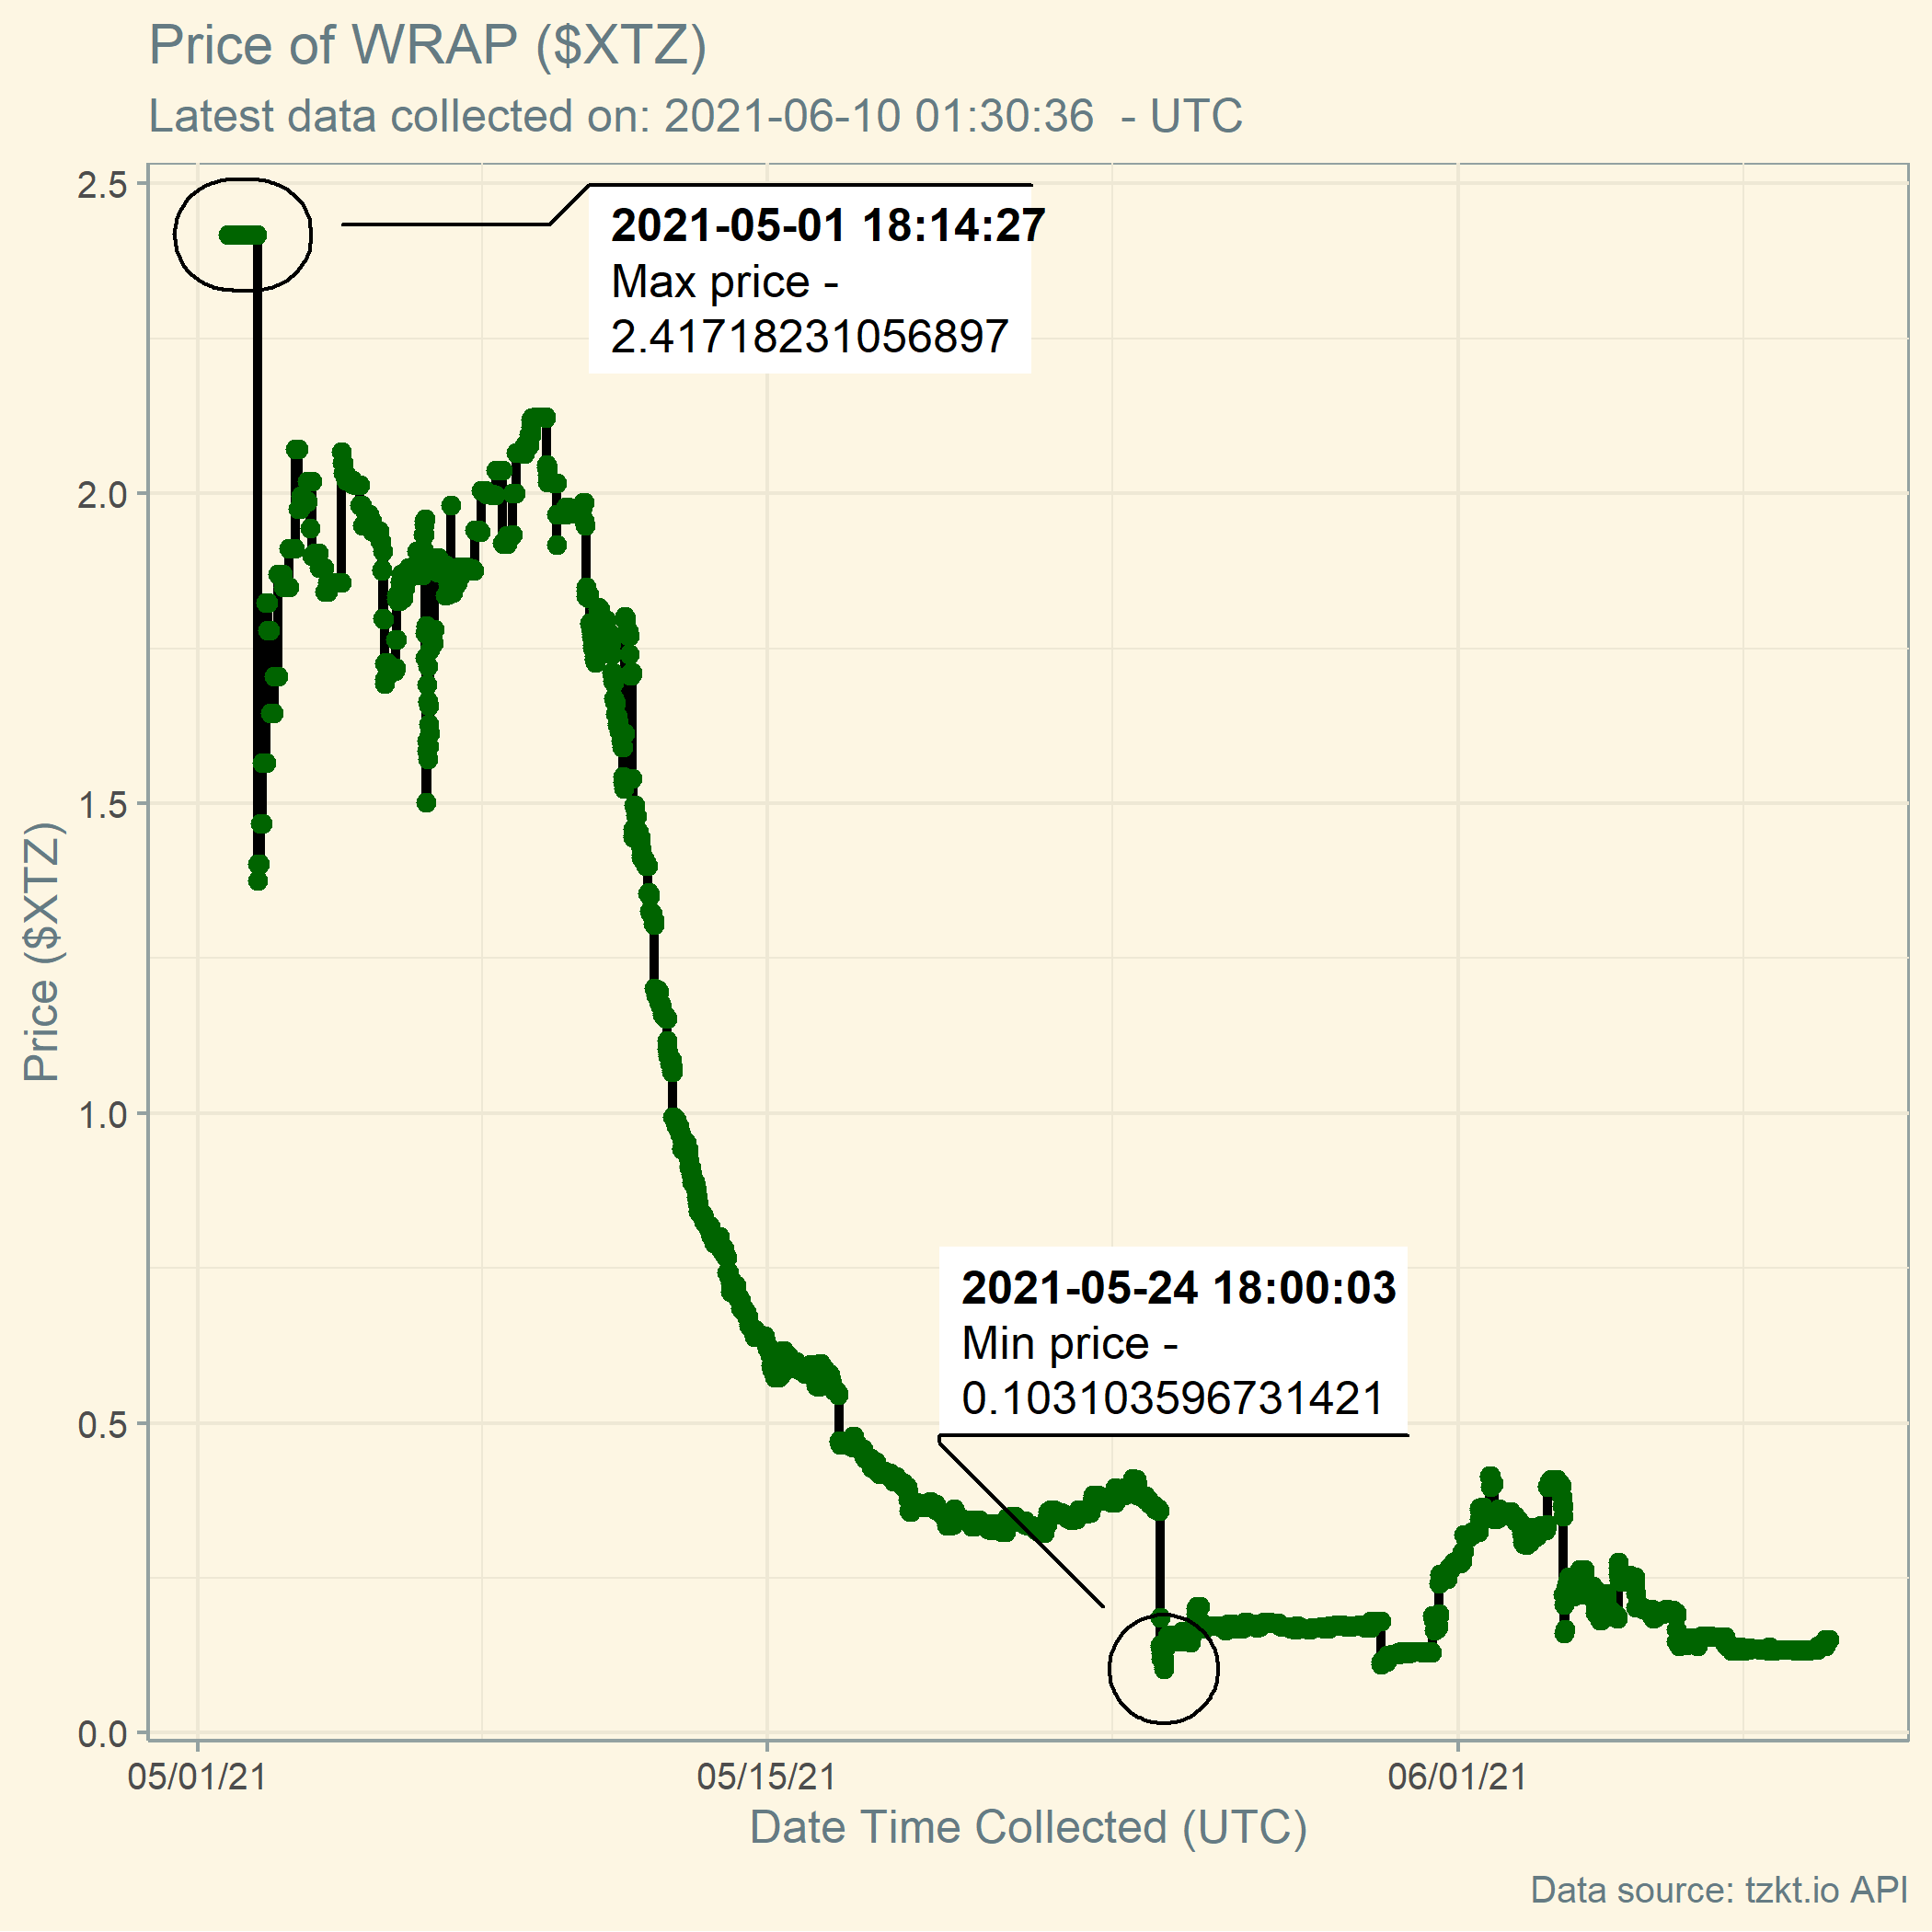 Price of WRAP ($XTZ)
Latest data collected on: 2021-06-10 01:30:36  - UTC
2.5
2.0
1.5
1.0
0.5
0.0
Price ($XTZ)
2021-05-01 18:14:27
Max price -
2.41718231056897
2021-05-24 18:00:03
Min price -
0.103103596731421
05/01/21
05/15/21
06/01/21
Date Time Collected (UTC)
Data source: tzkt.io API